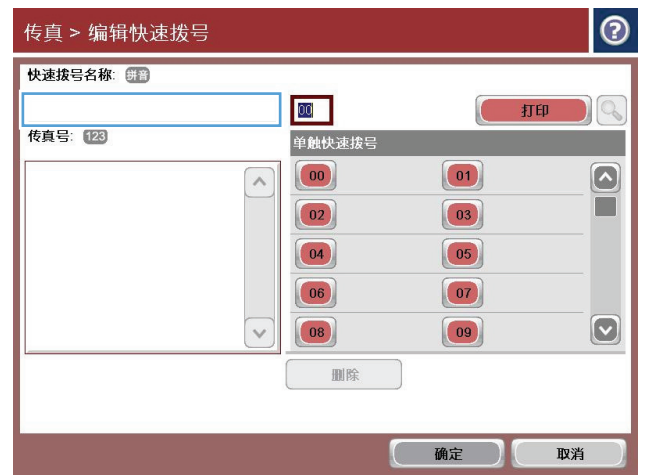 传真 > 编辑快速拨号
?
快速拨号名称: 拼音
00
打印
传真号: 123
单触快速拨号
00 01
02 03
04 05
06 07
08 09
删除
确定 取消